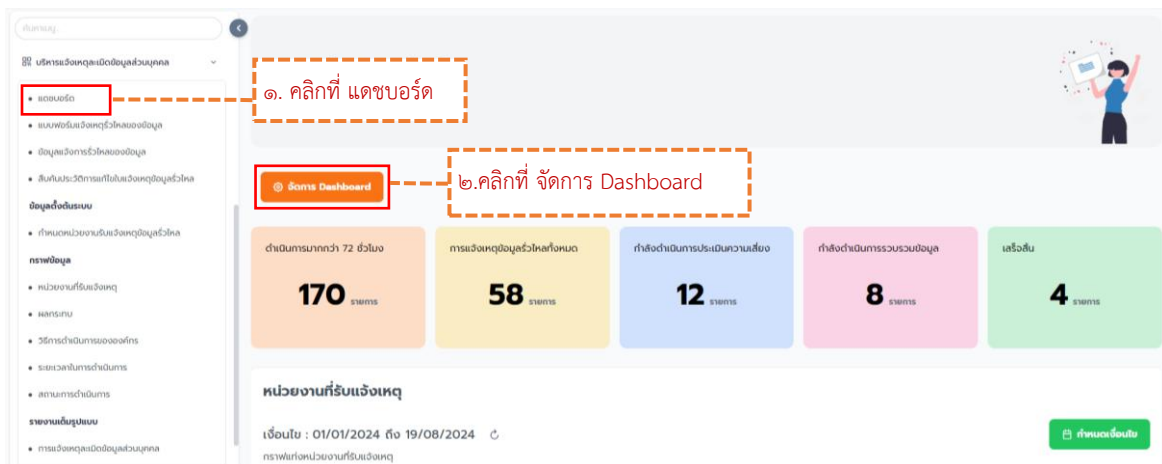 ค้นหาเมนู
บริหารแจ้งเหตุละเมิดข้อมูลส่วนบุคคล
แดชบอร์ด
แบบฟอร์มแจ้งเหตุรั่วไหลของข้อมูล
ข้อมูลแจ้งการรั่วไหลของข้อมูล
สืบค้นประวัติการแก้ไขใบแจ้งเหตุข้อมูลรั่วไหล
ข้อมูลตั้งต้นระบบ
กำหนดหน่วยงานรับแจ้งเหตุข้อมูลรั่วไหล
กราฟข้อมูล
หน่วยงานที่รับแจ้งเหตุ
ผลกระทบ
วิธีการดำเนินการขององค์กร
ระยะเวลาในการดำเนินการ
สถานะการดำเนินการ
รายงานเต็มรูปแบบ
การแจ้งเหตุละเมิดข้อมูลส่วนบุคคล
๑. คลิกที่ แดชบอร์ด
จัดการ Dashboard
๒.คลิกที่ จัดการ Dashboard
ดำเนินการมากกว่า 72 ชั่วโมง
170 รายการ
การแจ้งเหตุข้อมูลรั่วไหลทั้งหมด
58 รายการ
กำลังดำเนินการประเมินความเสี่ยง
12 รายการ
กำลังดำเนินการรวบรวมข้อมูล
8 รายการ
เสร็จสิ้น
4 รายการ
หน่วยงานที่รับแจ้งเหตุ
เงื่อนไข : 01/01/2024 ถึง 19/08/2024
กำหนดเงื่อนไข
กราฟแท่งหน่วยงานที่รับแจ้งเหตุ